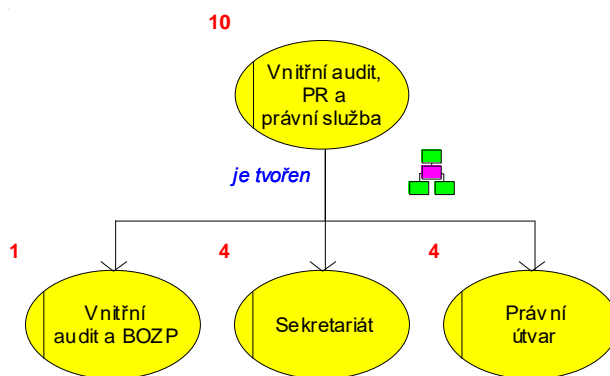 10
Vnitřní audit,
PR a
právní služba
je tvořen
1
4
4
Vnitřní
audit a BOZP
Sekretariát
Právní
útvar